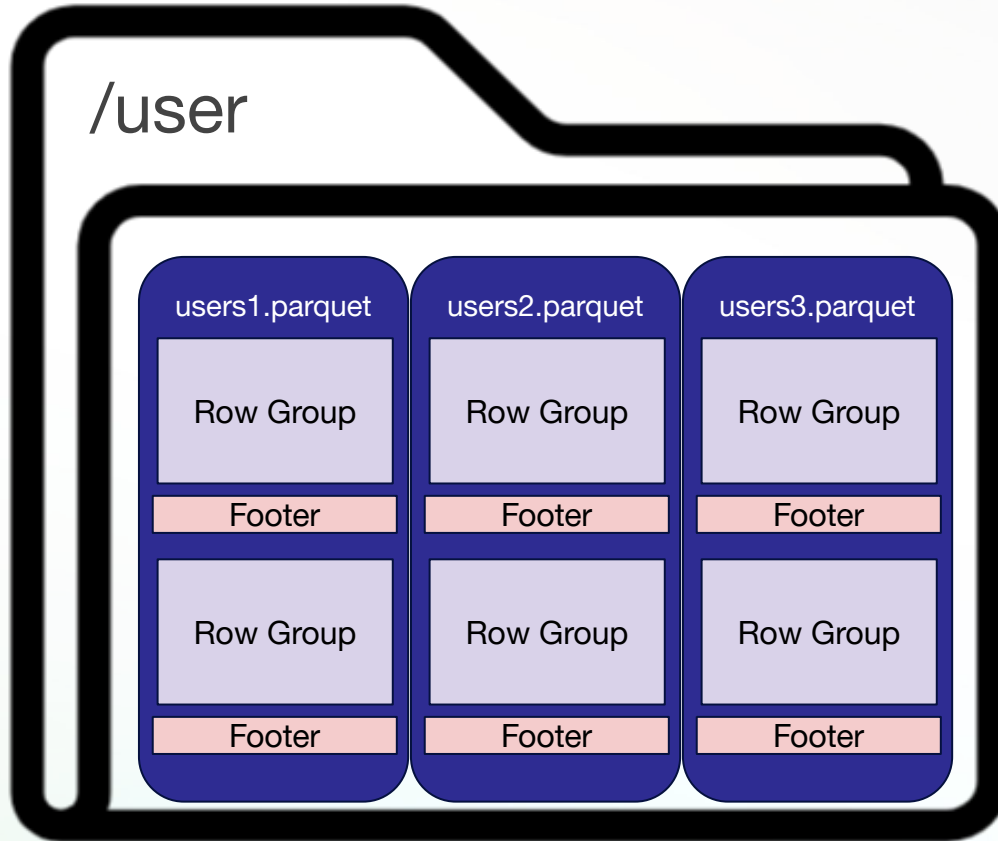 /user
users1.parquet
Row Group
Footer
Row Group
Footer
users2.parquet
Row Group
Footer
Row Group
Footer
users3.parquet
Row Group
Footer
Row Group
Footer